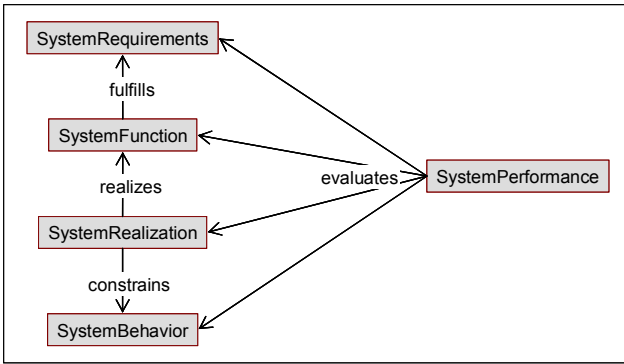 SystemRequirements
fulfills
SystemFunction
realizes
evaluates
SystemPerformance
SystemRealization
constrains
SystemBehavior